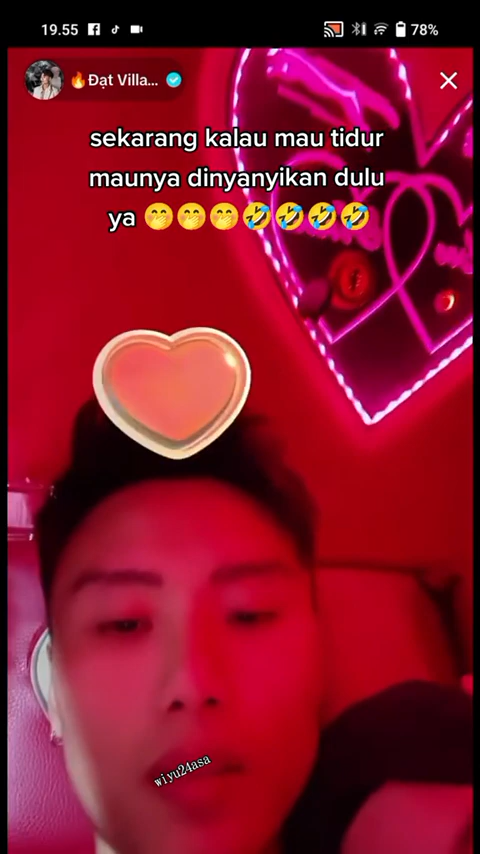 19.55 78%
🔥Đạt Villa...
sekarang kalau mau tidur
maunya dinyanyikan dulu
ya 🤭🤭🤭🤣🤣🤣🤣
wiyu24asa